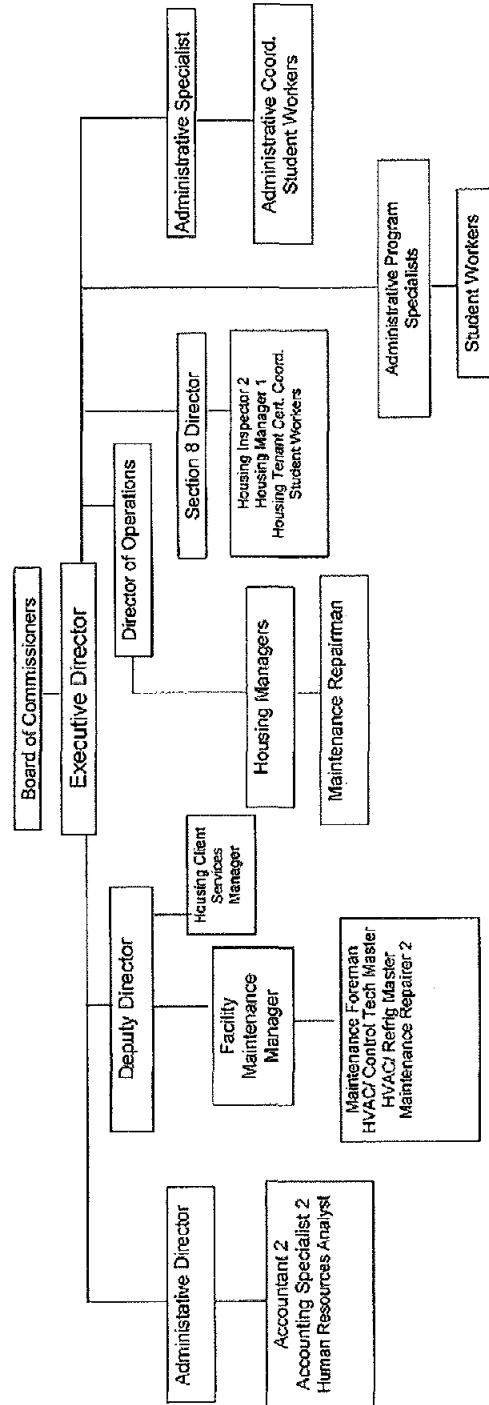 Board of Commissioners
Executive Director
Administative Director
Accountant 2
Accounting Specialist 2
Human Resources Analyst
Deputy Director
Facility
Maintenance
Manager
Maintenance Foreman
HVAC/ Control Tech Master
HVAC/ Refrig Master
Maintenance Repairer 2
Housing Client
Services
Manager
Director of Operations
Housing Managers
Maintenance Repairman
Section 8 Director
Housing Inspector 2
Housing Manager 1
Housing Tenant Cert. Coord.
Student Workers
Administrative Program
Specialists
Student Workers
Administrative Specialist
Administrative Coord.
Student Workers